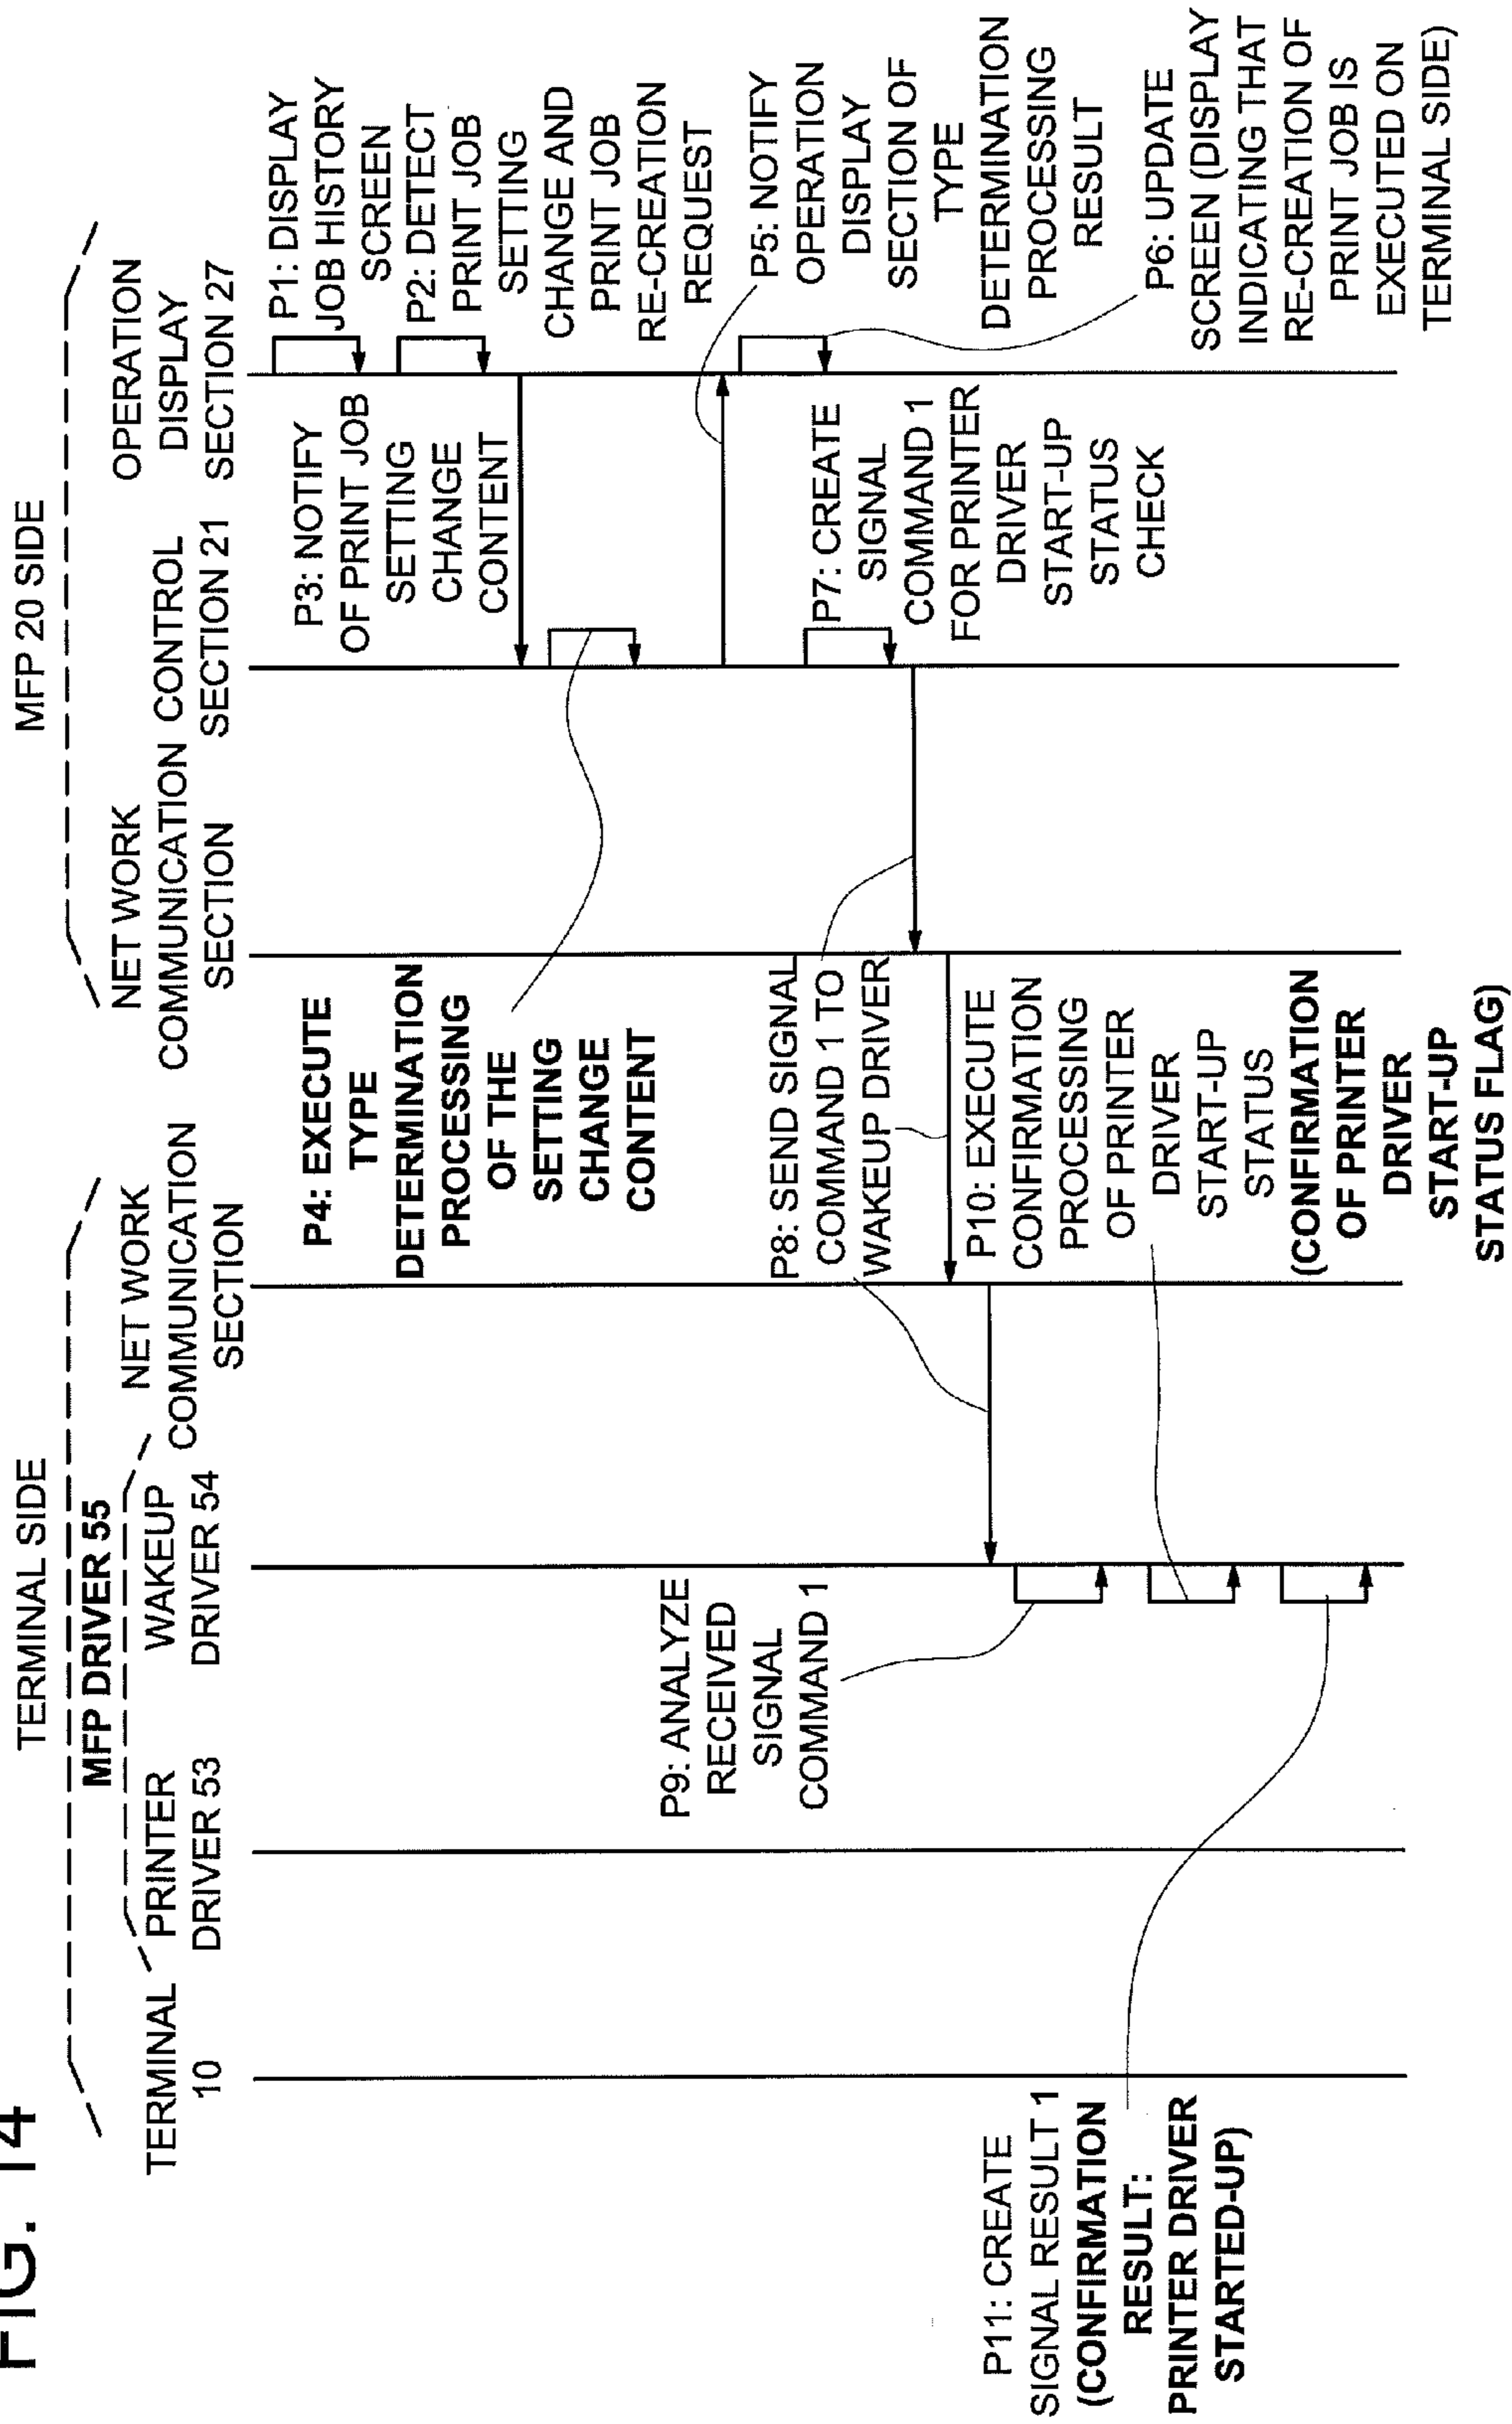 FIG. 14
TERMINAL SIDE
MFP DRIVER 55
TERMINAL
10
PRINTER
DRIVER 53
WAKEUP
DRIVER 54
NET WORK
COMMUNICATION
SECTION
MFP 20 SIDE
NET WORK
COMMUNICATION
SECTION
CONTROL
SECTION 21
OPERATION
DISPLAY
SECTION 27
P1: DISPLAY
JOB HISTORY
SCREEN
P2: DETECT
PRINT JOB
SETTING
CHANGE AND
PRINT JOB
RE-CREATION
REQUEST
P3: NOTIFY
OF PRINT JOB
SETTING
CHANGE
CONTENT
P4: EXECUTE
TYPE
DETERMINATION
PROCESSING
OF THE
SETTING
CHANGE
CONTENT
P5: NOTIFY
OPERATION
DISPLAY
SECTION OF
TYPE
DETERMINATION
PROCESSING
RESULT
P6: UPDATE
SCREEN (DISPLAY
INDICATING THAT
RE-CREATION OF
PRINT JOB IS
EXECUTED ON
TERMINAL SIDE)
P7: CREATE
SIGNAL
COMMAND 1
FOR PRINTER
DRIVER
START-UP
STATUS
CHECK
P8: SEND SIGNAL
COMMAND 1 TO
WAKEUP DRIVER
P9: ANALYZE
RECEIVED
SIGNAL
COMMAND 1
P10: EXECUTE
CONFIRMATION
PROCESSING
OF PRINTER
DRIVER
START-UP
STATUS
(CONFIRMATION
OF PRINTER
DRIVER
START-UP
STATUS FLAG)
P11: CREATE
SIGNAL RESULT 1
(CONFIRMATION
RESULT:
PRINTER DRIVER
STARTED-UP)